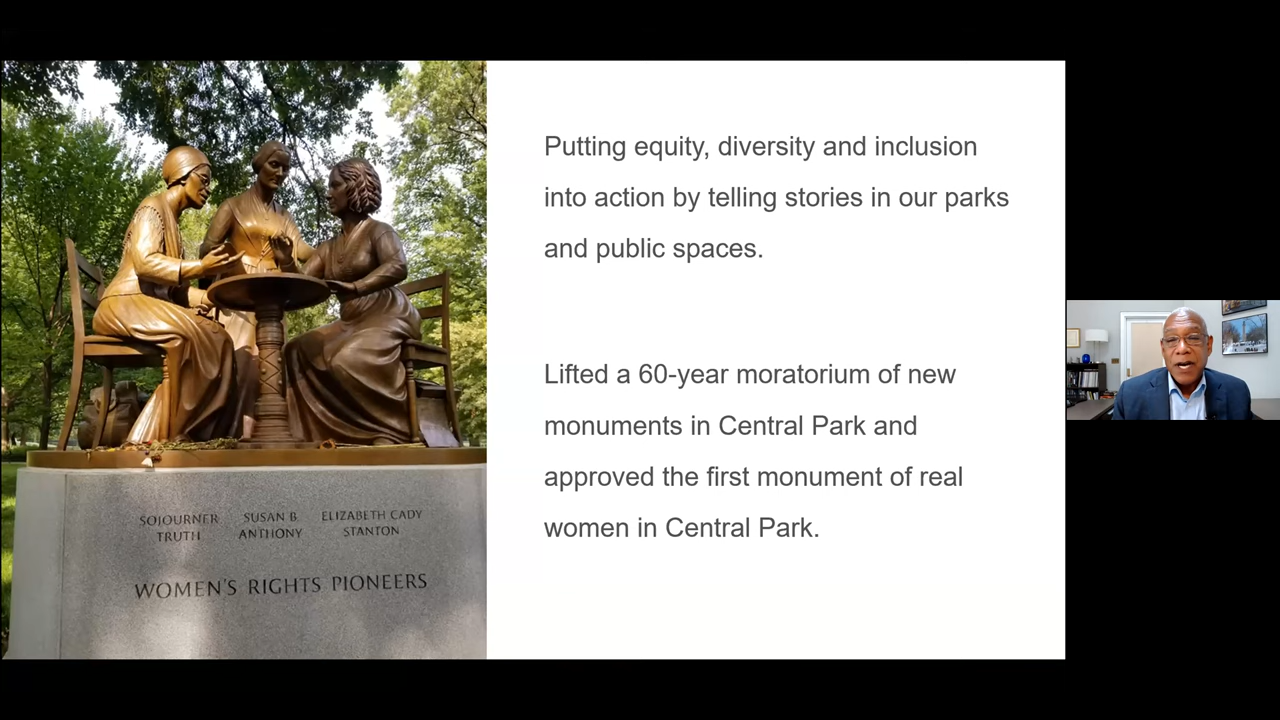 Putting equity, diversity and inclusion
into action by telling stories in our parks
and public spaces.
Lifted a 60-year moratorium of new
monuments in Central Park and
approved the first monument of real
women in Central Park.
SOJOURNER TRUTH
SUSAN B. ANTHONY
ELIZABETH CADY STANTON
WOMEN'S RIGHTS PIONEERS